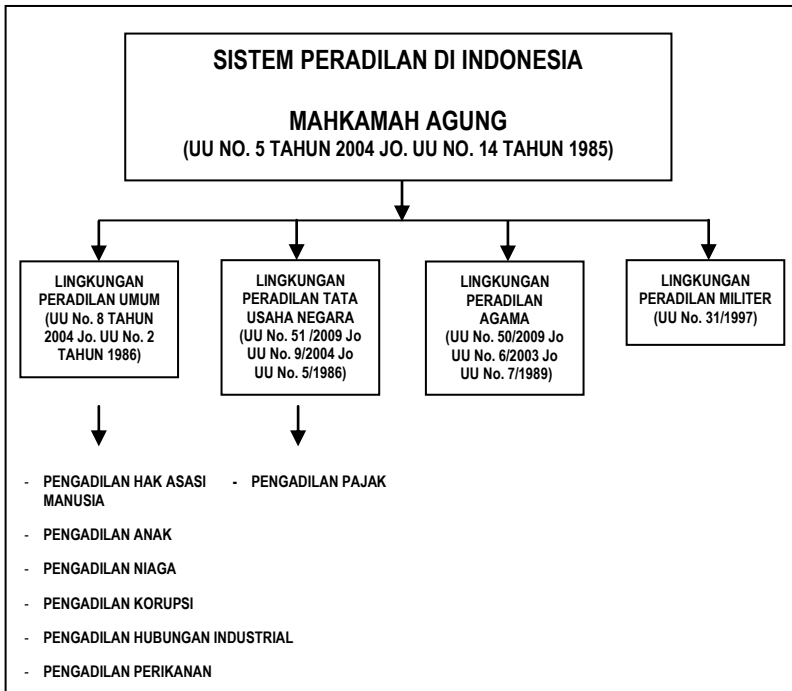 SISTEM PERADILAN DI INDONESIA
MAHKAMAH AGUNG
(UU NO. 5 TAHUN 2004 JO. UU NO. 14 TAHUN 1985)
LINGKUNGAN
PERADILAN UMUM
(UU No. 8 TAHUN
2004 Jo. UU No. 2
TAHUN 1986)
LINGKUNGAN
PERADILAN TATA
USAHA NEGARA
(UU No. 51 /2009 Jo
UU No. 9/2004 Jo
UU No. 5/1986)
LINGKUNGAN
PERADILAN
AGAMA
(UU No. 50/2009 Jo
UU No. 6/2003 Jo
UU No. 7/1989)
LINGKUNGAN
PERADILAN MILITER
(UU No. 31/1997)
- PENGADILAN HAK ASASI
MANUSIA
- PENGADILAN ANAK
- PENGADILAN NIAGA
- PENGADILAN KORUPSI
- PENGADILAN HUBUNGAN INDUSTRIAL
- PENGADILAN PERIKANAN
- PENGADILAN PAJAK